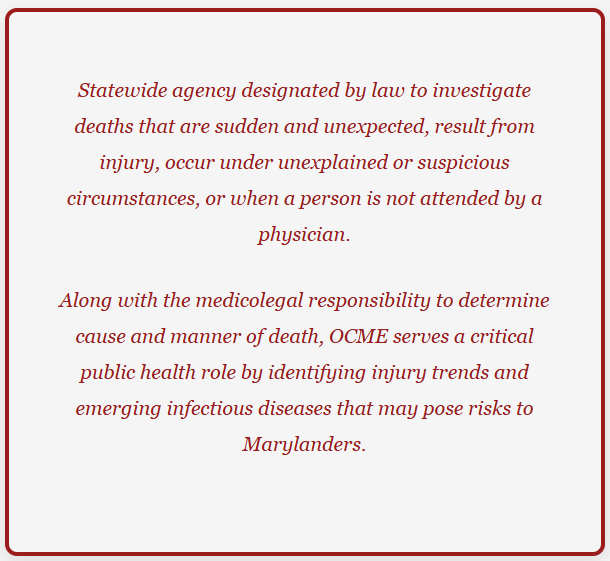 Statewide agency designated by law to investigate
deaths that are sudden and unexpected, result from
injury, occur under unexplained or suspicious
circumstances, or when a person is not attended by a
physician.
Along with the medicolegal responsibility to determine
cause and manner of death, OCME serves a critical
public health role by identifying injury trends and
emerging infectious diseases that may pose risks to
Marylanders.